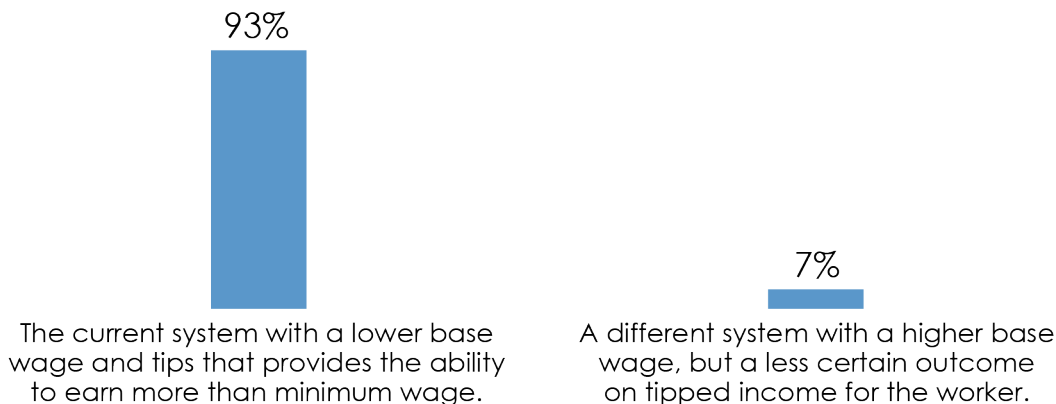 93%
The current system with a lower base
wage and tips that provides the ability
to earn more than minimum wage.
7%
A different system with a higher base
wage, but a less certain outcome
on tipped income for the worker.